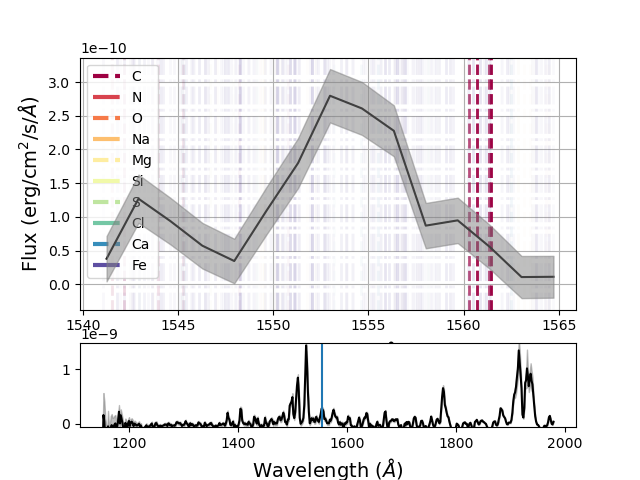 1e−10
3.0
2.5
2.0
1.5
1.0
0.5
0.0
Flux (erg/cm²/s/Å)
C
N
O
Na
Mg
Si
S
Cl
Ca
Fe
1540 1545 1550 1555 1560 1565
1e−9
1
0
1200 1400 1600 1800 2000
Wavelength (Å)